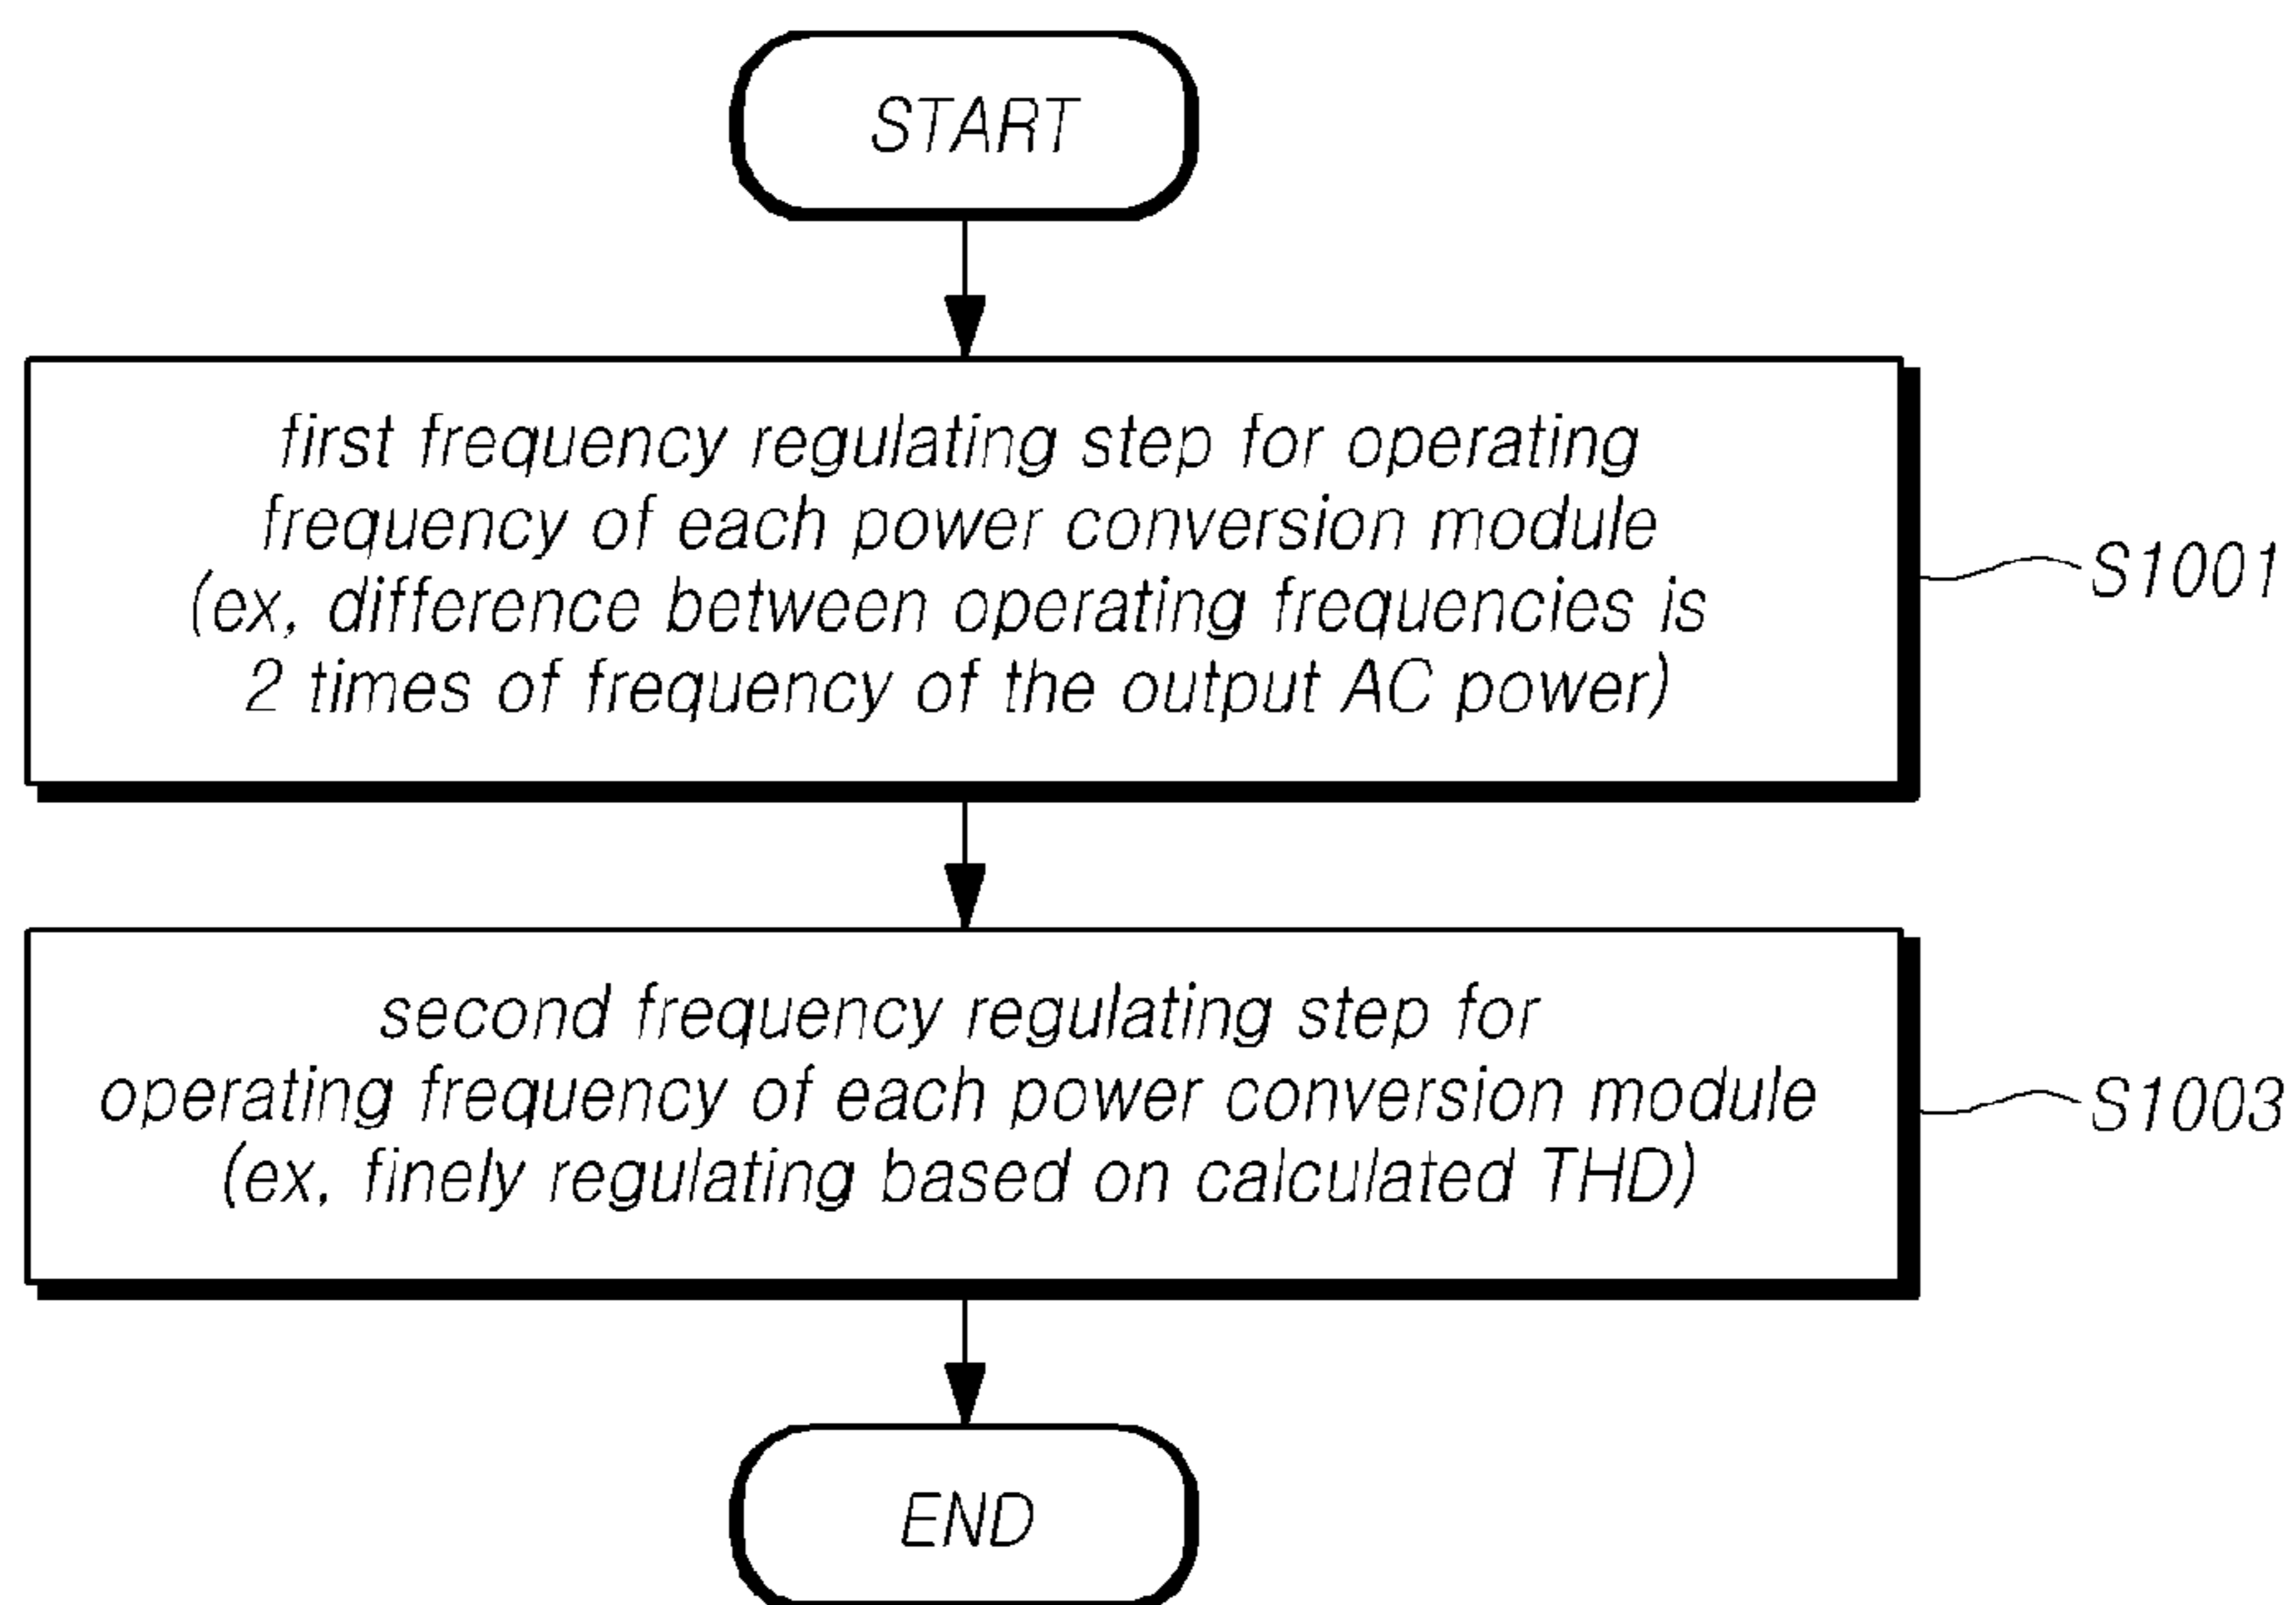 START
first frequency regulating step for operating
frequency of each power conversion module
(ex, difference between operating frequencies is
2 times of frequency of the output AC power)
S1001
second frequency regulating step for
operating frequency of each power conversion module
(ex, finely regulating based on calculated THD)
S1003
END